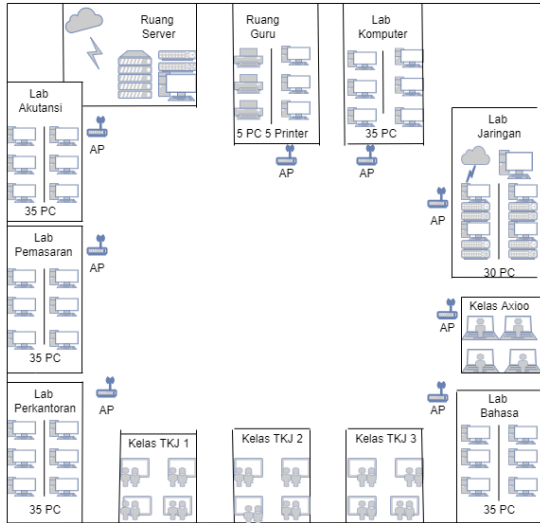 Ruang
Server
Ruang
Guru
5 PC 5 Printer
Lab
Komputer
35 PC
Lab
Akutansi
35 PC
AP
AP
AP
Lab
Jaringan
30 PC
AP
Lab
Pemasaran
35 PC
AP
Kelas Axioo
AP
Lab
Perkantoran
35 PC
AP
Kelas TKJ 1
Kelas TKJ 2
Kelas TKJ 3
AP
Lab
Bahasa
35 PC